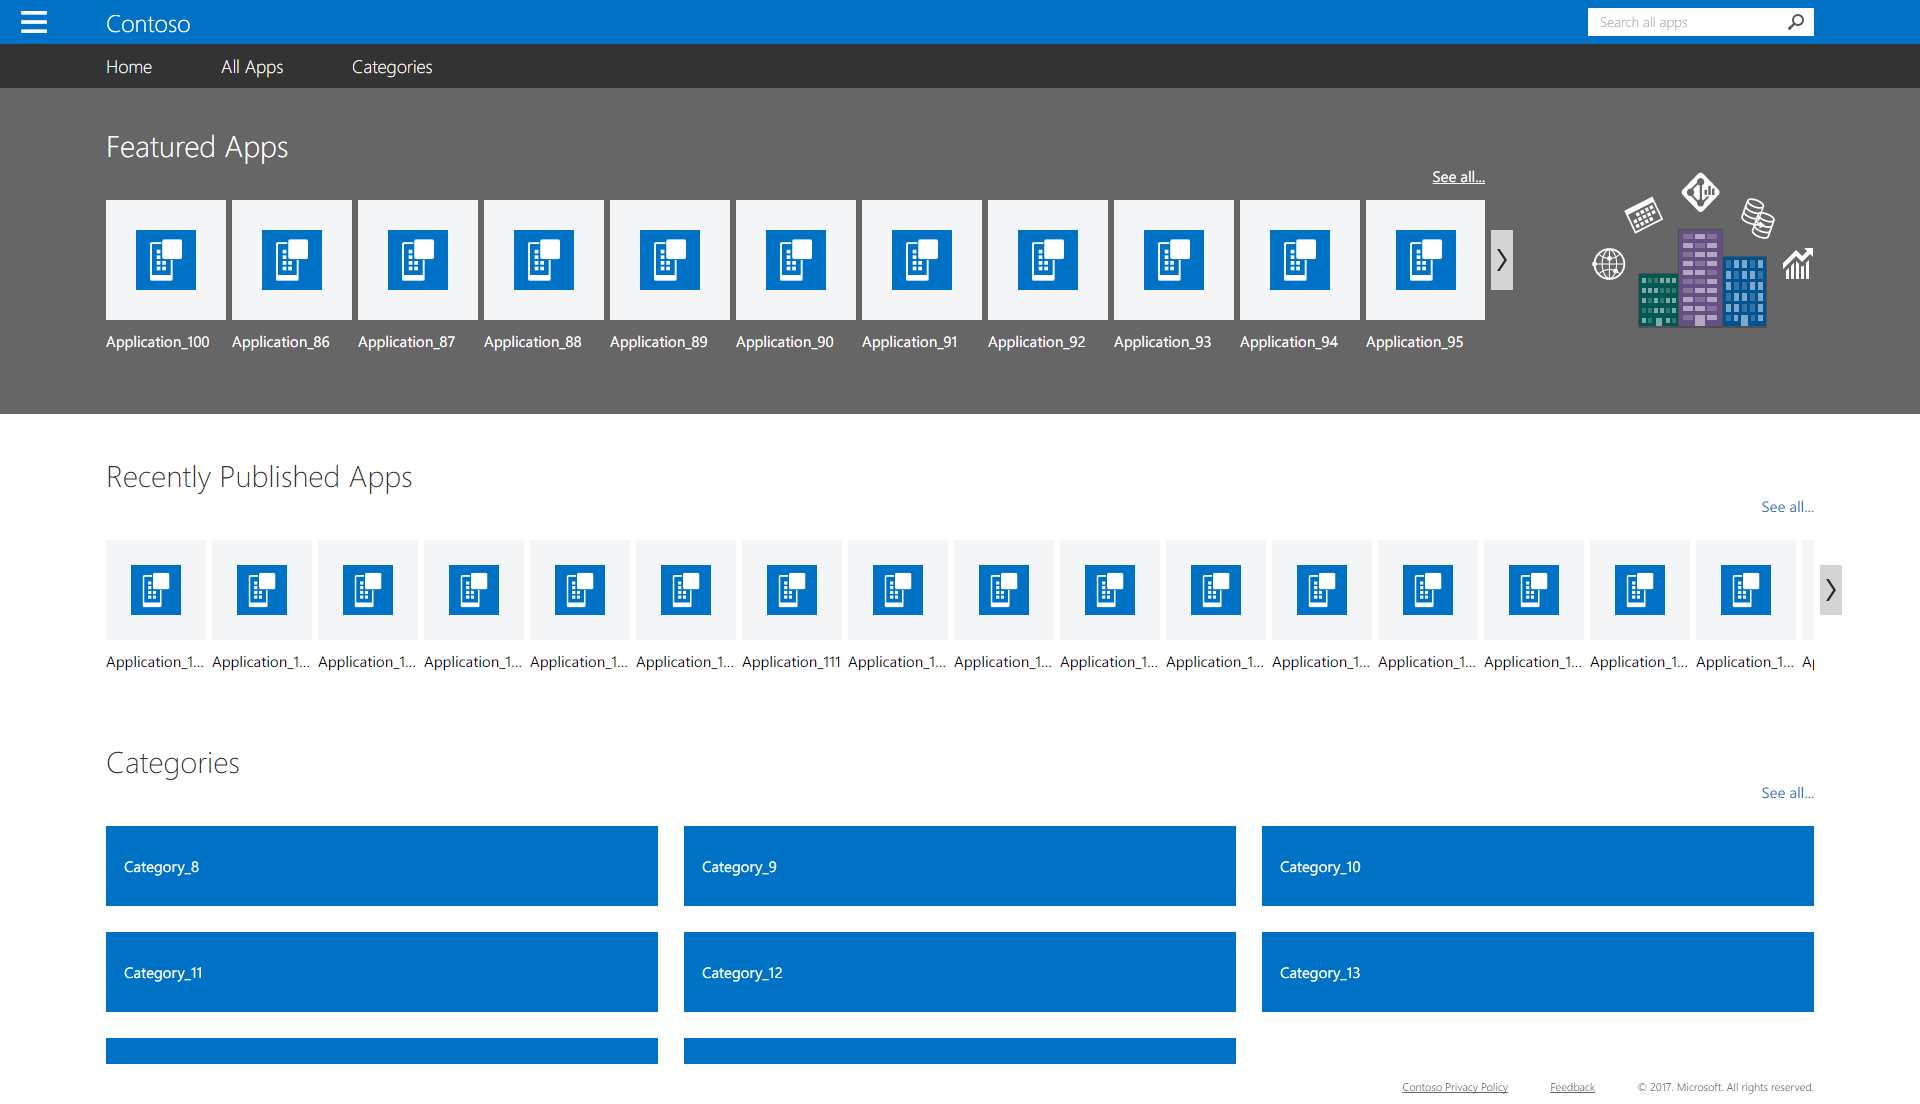 Contoso
Search all apps
Home All Apps Categories
Featured Apps
See all...
Application_100 Application_86 Application_87 Application_88 Application_89 Application_90 Application_91 Application_92 Application_93 Application_94 Application_95
Recently Published Apps
See all...
Application_1... Application_1... Application_1... Application_1... Application_1... Application_1... Application_111 Application_1... Application_1... Application_1... Application_1... Application_1... Application_1... Application_1... Application_1... Application_1... Ap
Categories
See all...
Category_8 Category_9 Category_10
Category_11 Category_12 Category_13
Contoso Privacy Policy Feedback © 2017. Microsoft. All rights reserved.